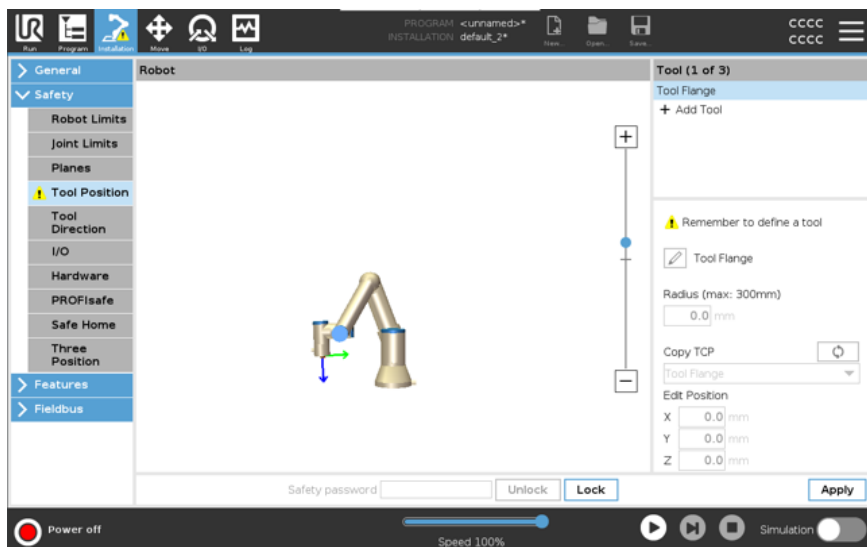 UR
PROGRAM <unnamed>*
INSTALLATION default_2*
CCCC
CCCC
Run
Program
Installation
Move
I/O
Log
New...
Open...
Save...
General
Robot
Tool (1 of 3)
Safety
Tool Flange
Robot Limits
+ Add Tool
Joint Limits
Planes
Tool Position
Tool
Direction
I/O
Hardware
PROFIsafe
Safe Home
Three
Position
Features
Fieldbus
Remember to define a tool
Tool Flange
Radius (max: 300mm)
0.0 mm
Copy TCP
Tool Flange
Edit Position
X 0.0 mm
Y 0.0 mm
Z 0.0 mm
Safety password
Unlock
Lock
Apply
Power off
Speed 100%
Simulation